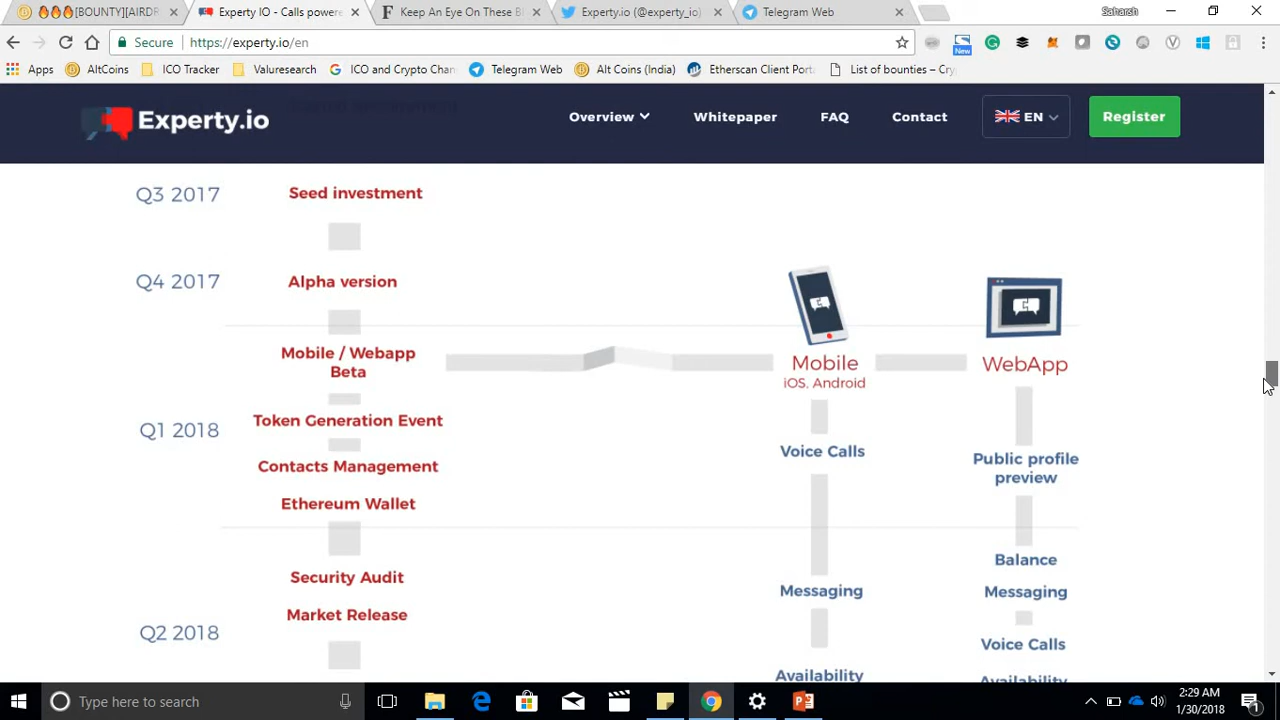 🔥🔥🔥[BOUNTY][AIRDR
Experty IO - Calls powere
Keep An Eye On These B
Experty.io (@experty_io)
Telegram Web
Saharsh
Secure
https://experty.io/en
New
Apps
AltCoins
ICO Tracker
Valuresearch
ICO and Crypto Chan
Telegram Web
Alt Coins (India)
Etherscan Client Port
List of bounties – Cry
Experty.io
Overview
Whitepaper
FAQ
Contact
EN
Register
Q3 2017
Seed investment
Q4 2017
Alpha version
Mobile / Webapp
Beta
Mobile
iOS, Android
WebApp
Q1 2018
Token Generation Event
Contacts Management
Ethereum Wallet
Voice Calls
Public profile
preview
Balance
Security Audit
Market Release
Messaging
Messaging
Q2 2018
Voice Calls
Availability
Availability
Type here to search
2:29 AM
1/30/2018